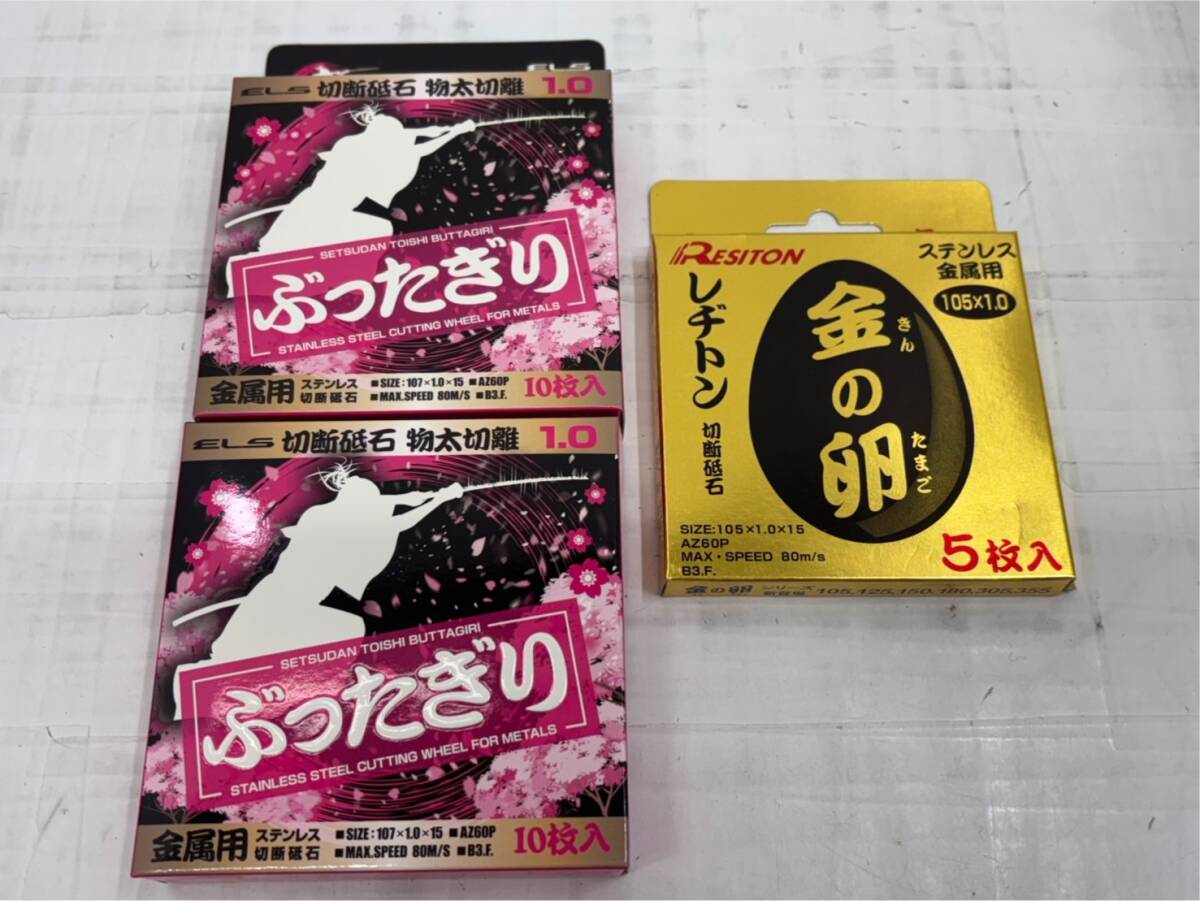 ELS
ELS 切断砥石 物太切離 1.0
SETSUDAN TOISHI BUTTAGIRI
ぶったぎり
STAINLESS STEEL CUTTING WHEEL FOR METALS
金属用 ステンレス 切断砥石
■SIZE:107×1.0×15 ■AZ60P
■MAX.SPEED 80M/S ■B3.F.
10枚入
ELS 切断砥石 物太切離 1.0
SETSUDAN TOISHI BUTTAGIRI
ぶったぎり
STAINLESS STEEL CUTTING WHEEL FOR METALS
金属用 ステンレス 切断砥石
■SIZE:107×1.0×15 ■AZ60P
■MAX.SPEED 80M/S ■B3.F.
10枚入
RESITON
ステンレス
金属用
105×1.0
レヂトン
切断砥石
金の卵
きん
たまご
SIZE:105×1.0×15
AZ60P
MAX・SPEED 80m/s
B3.F.
5枚入
金の卵 シリーズ 105,125,150,180,305,355